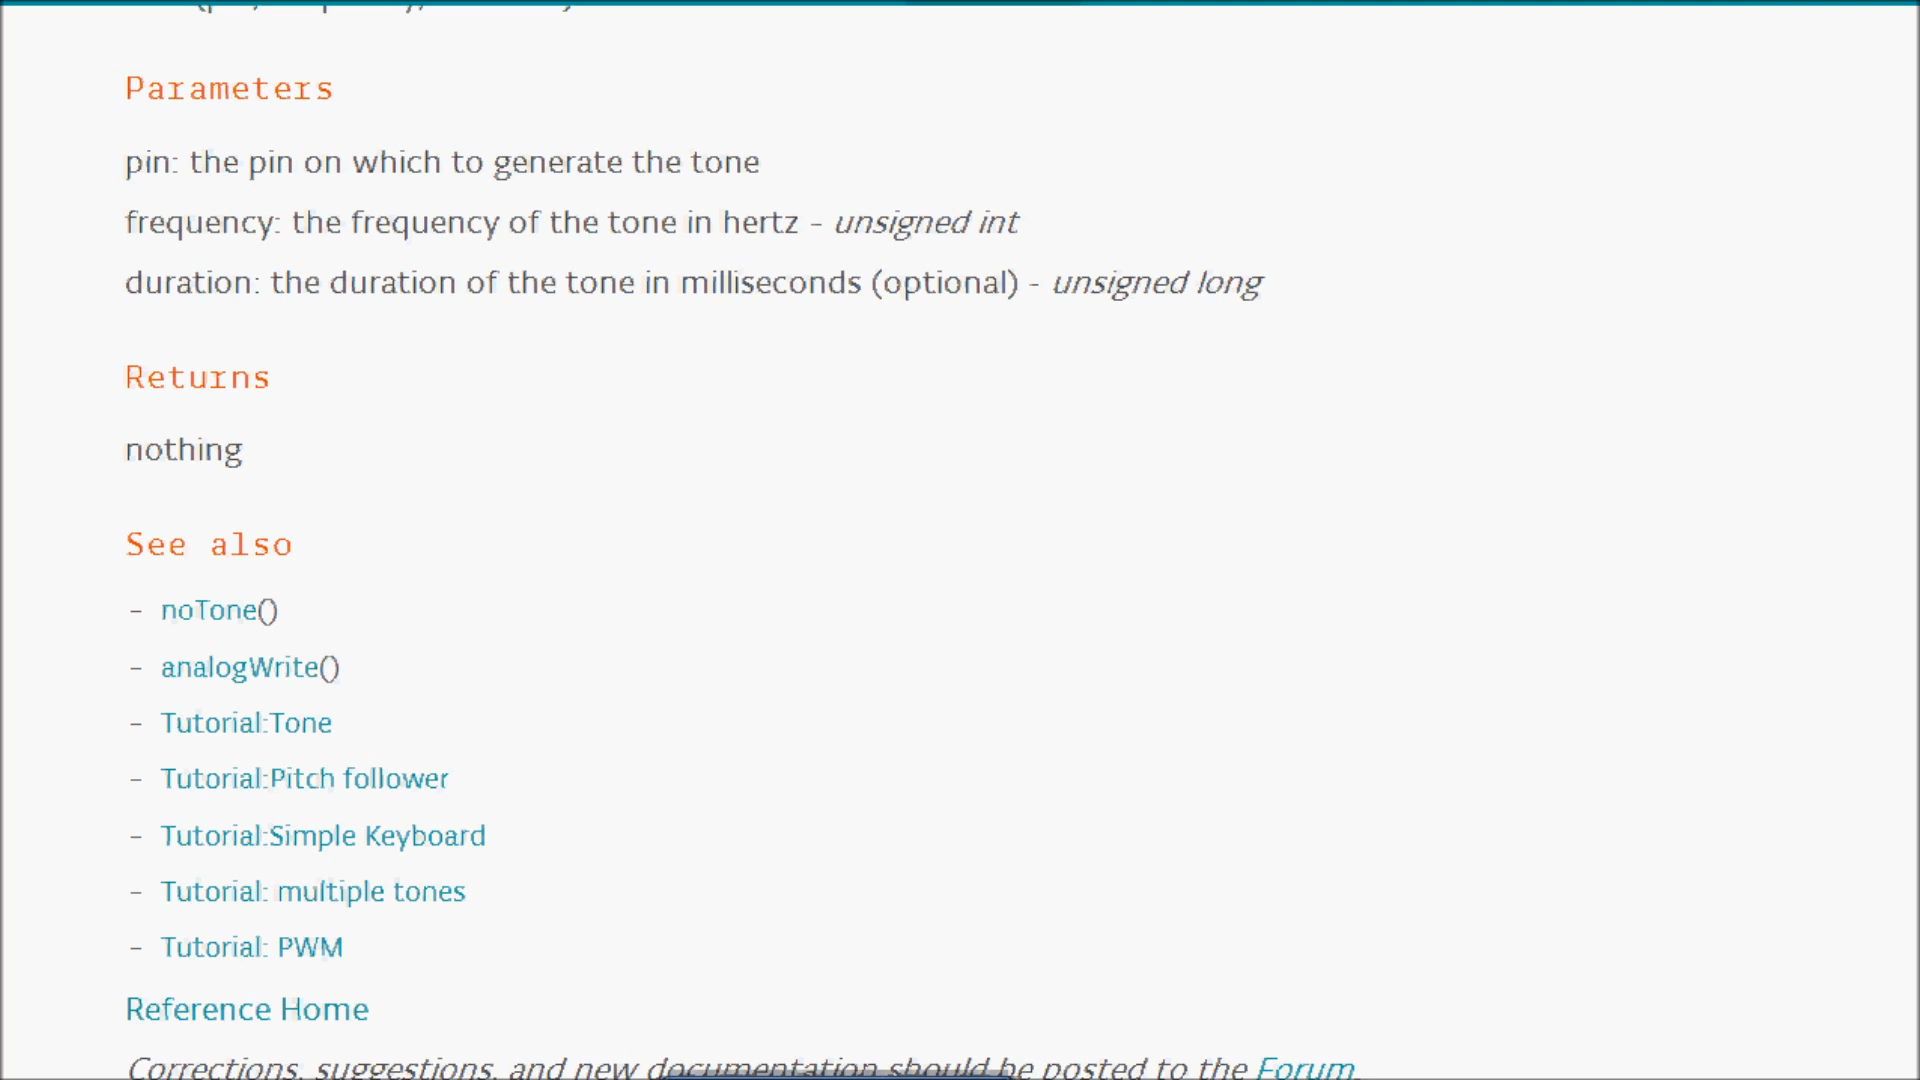 Parameters
pin: the pin on which to generate the tone
frequency: the frequency of the tone in hertz - unsigned int
duration: the duration of the tone in milliseconds (optional) - unsigned long
Returns
nothing
See also
- noTone()
- analogWrite()
- Tutorial:Tone
- Tutorial:Pitch follower
- Tutorial:Simple Keyboard
- Tutorial: multiple tones
- Tutorial: PWM
Reference Home
Corrections, suggestions, and new documentation should be posted to the Forum.